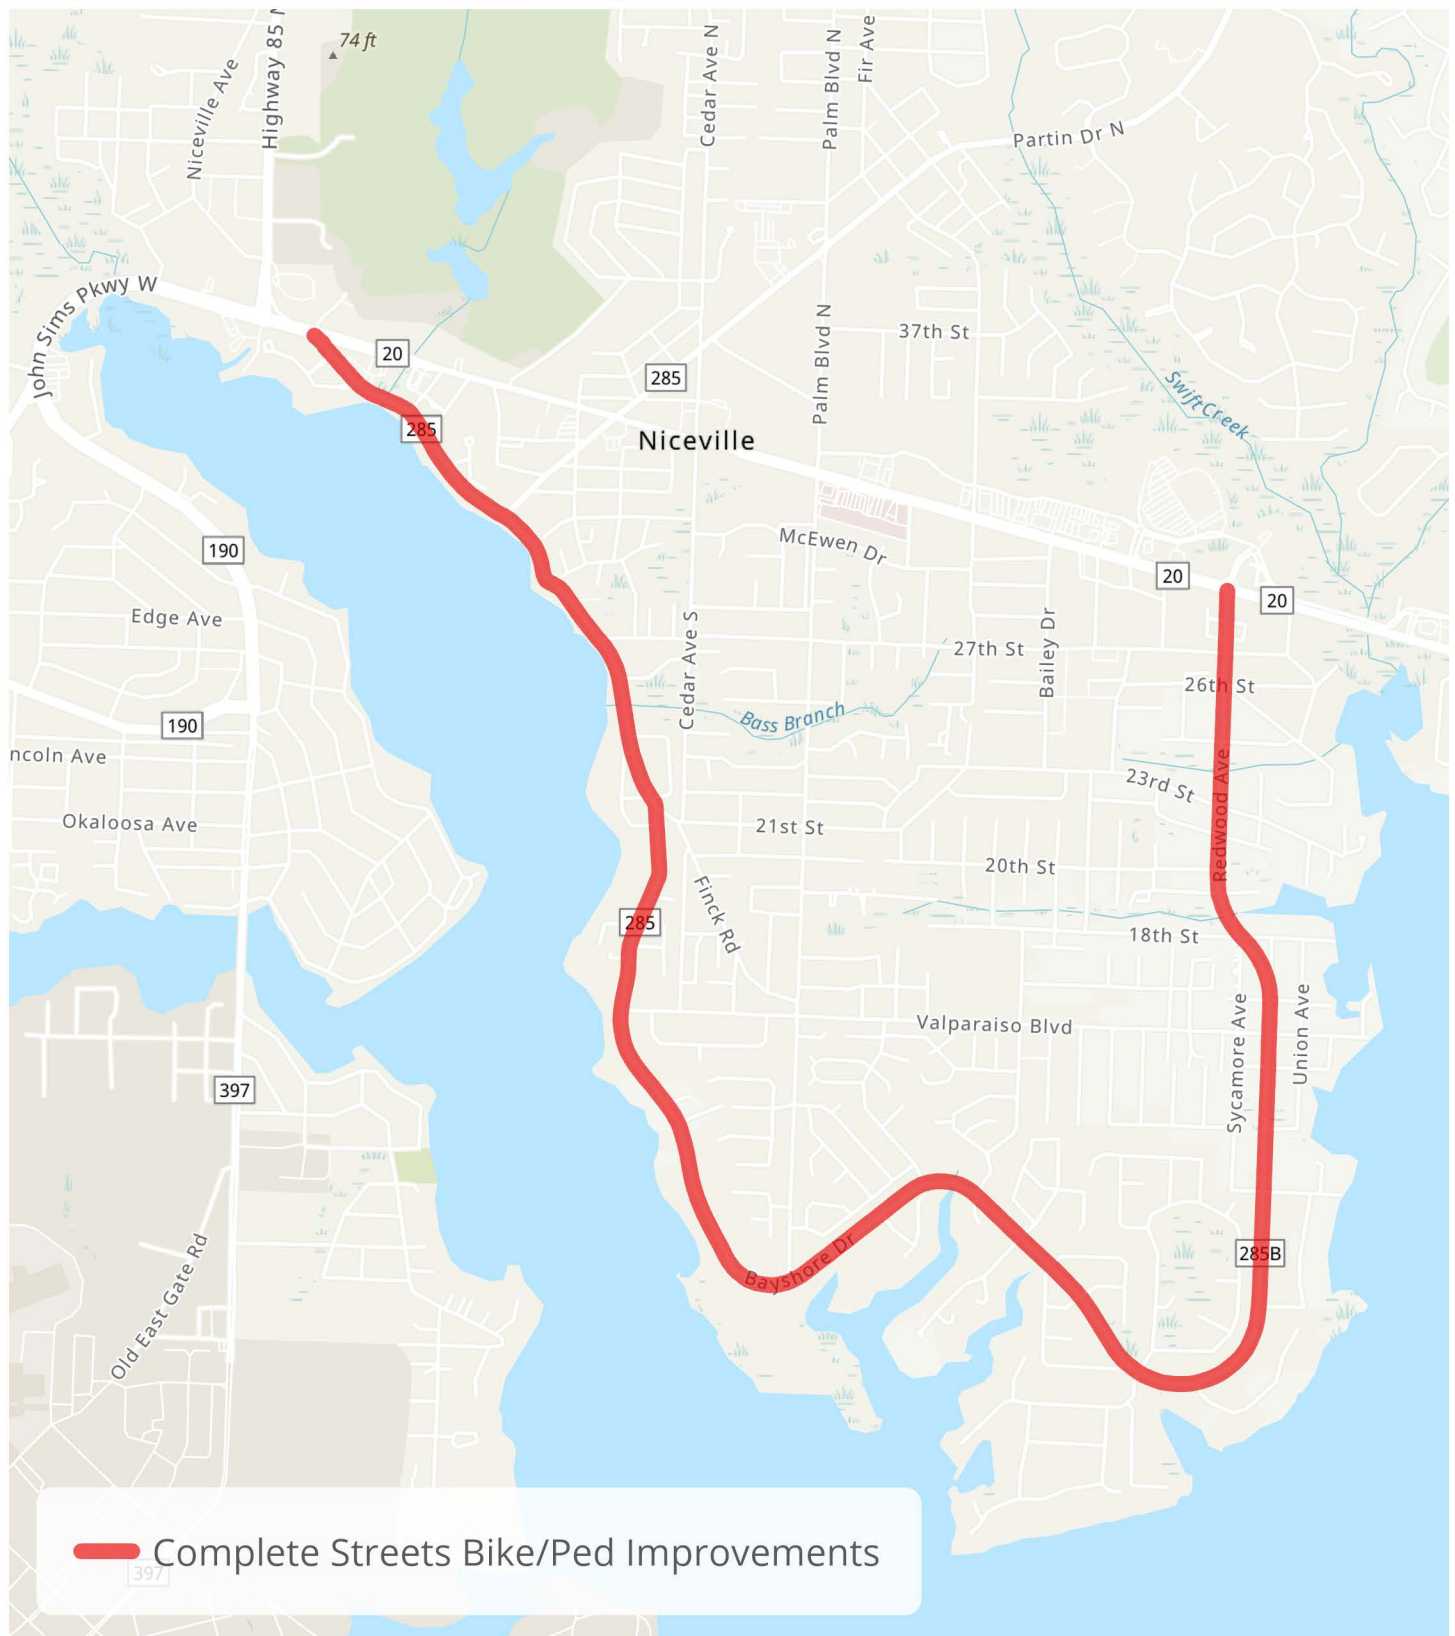 74 ft
Niceville Ave
Highway 85 N
Cedar Ave N
Palm Blvd N
Fir Ave
Partin Dr N
John Sims Pkwy W
20
285
285
Niceville
37th St
Palm Blvd N
Swift Creek
McEwen Dr
20
20
190
Edge Ave
190
ncoln Ave
Okaloosa Ave
Cedar Ave S
27th St
Bailey Dr
26th St
Bass Branch
23rd St
Redwood Ave
21st St
20th St
Finck Rd
285
18th St
Valparaiso Blvd
Sycamore Ave
Union Ave
397
Old East Gate Rd
Bayshore Dr
285B
Complete Streets Bike/Ped Improvements
397